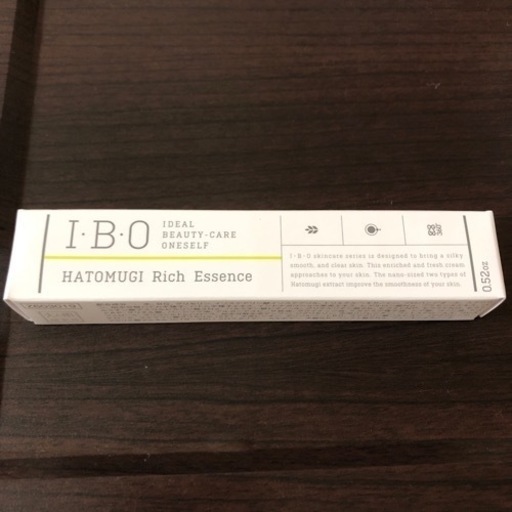 I·B·O
IDEAL
BEAUTY-CARE
ONESELF
HATOMUGI Rich Essence
I·B·O skincare series is designed to bring a silky
smooth, and clear skin. This enriched and fresh cream
approaches to your skin. The nano-sized two types of
Hatomugi extract improve the smoothness of your skin.
0.52oz